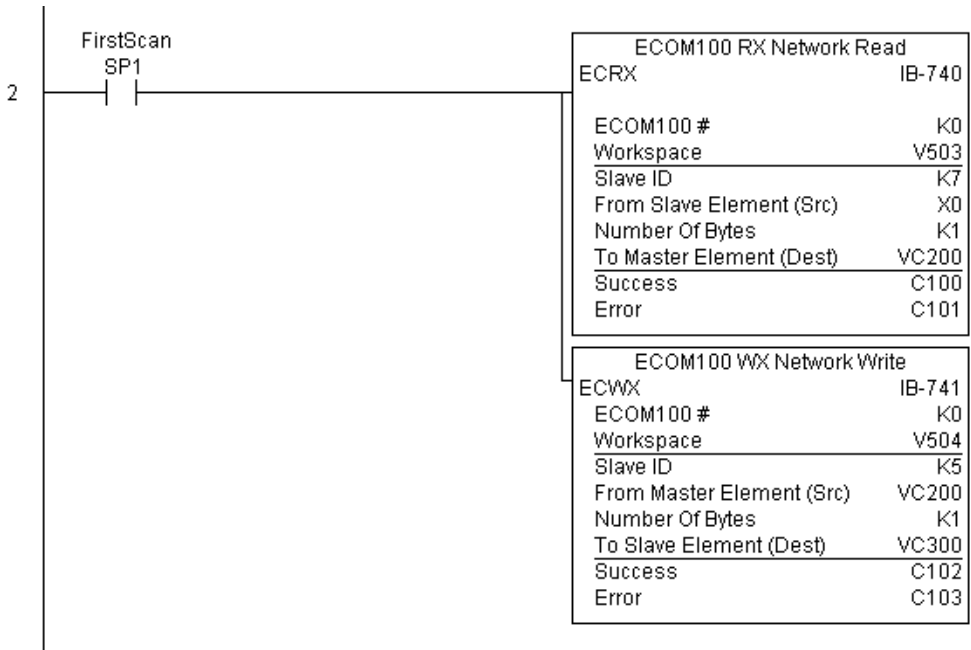 FirstScan
SP1
2
ECOM100 RX Network Read
ECRX IB-740
ECOM100 # K0
Workspace V503
Slave ID K7
From Slave Element (Src) X0
Number Of Bytes K1
To Master Element (Dest) VC200
Success C100
Error C101
ECOM100 WX Network Write
ECWX IB-741
ECOM100 # K0
Workspace V504
Slave ID K5
From Master Element (Src) VC200
Number Of Bytes K1
To Slave Element (Dest) VC300
Success C102
Error C103